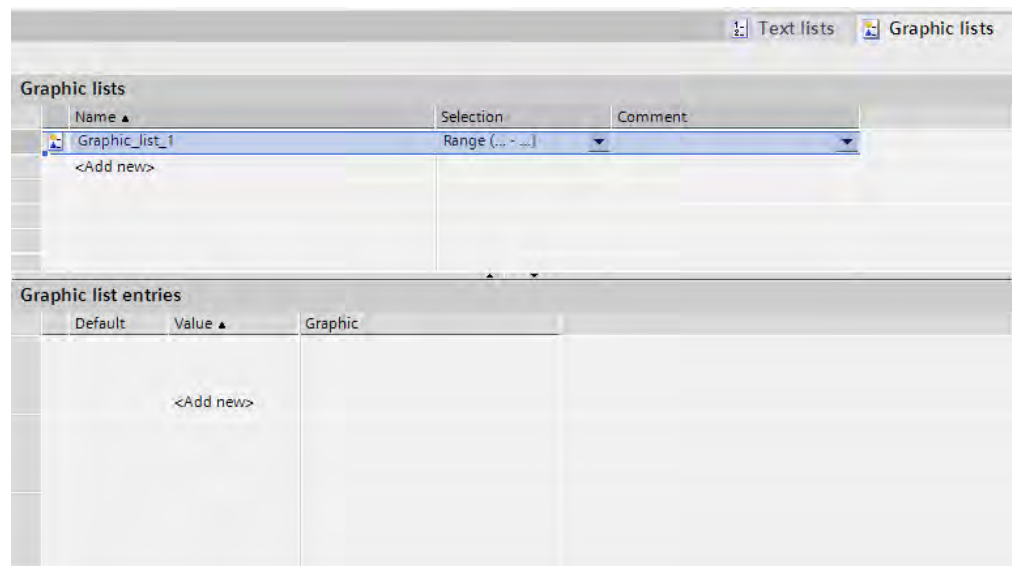 Text lists Graphic lists
Graphic lists
Name Selection Comment
Graphic_list_1 Range (... - ...)
<Add new>
Graphic list entries
Default Value Graphic
<Add new>